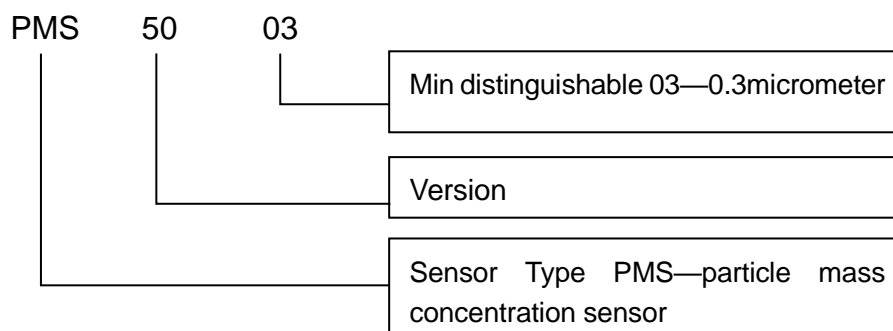 PMS 50 03
Min distinguishable 03—0.3micrometer
Version
Sensor Type PMS—particle mass
concentration sensor